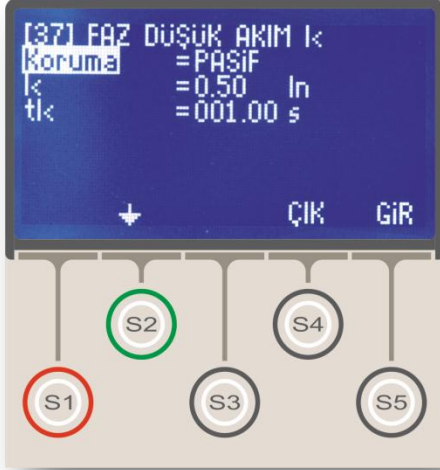 [37] FAZ DÜŞÜK AKIM I<
Koruma =PASİF
I< =0.50 In
tI< =001.00 s
ÇIK GİR
S2 S4
S1 S3 S5